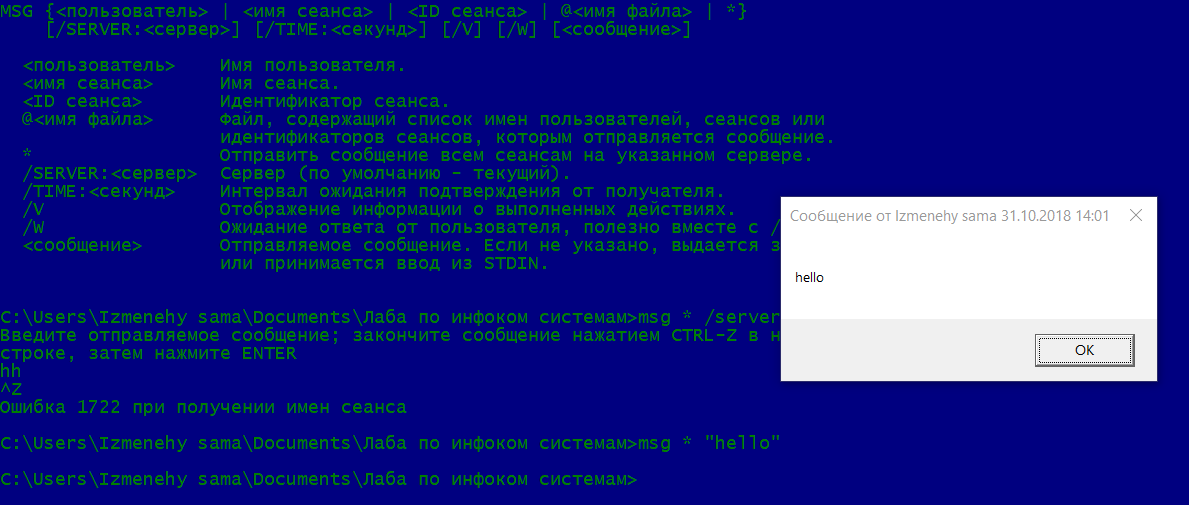 MSG {<пользователь> | <имя сеанса> | <ID сеанса> | @<имя файла> | *}
[/SERVER:<сервер>] [/TIME:<секунд>] [/V] [/W] [<сообщение>]
<пользователь> Имя пользователя.
<имя сеанса> Имя сеанса.
<ID сеанса> Идентификатор сеанса.
@<имя файла> Файл, содержащий список имен пользователей, сеансов или
идентификаторов сеансов, которым отправляется сообщение.
* Отправить сообщение всем сеансам на указанном сервере.
/SERVER:<сервер> Сервер (по умолчанию - текущий).
/TIME:<секунд> Интервал ожидания подтверждения от получателя.
/V Отображение информации о выполненных действиях.
/W Ожидание ответа от пользователя, полезно вместе с /
<сообщение> Отправляемое сообщение. Если не указано, выдается з
или принимается ввод из STDIN.
C:\Users\Izmenehy sama\Documents\Лаба по инфоком системам>msg * /server
Введите отправляемое сообщение; закончите сообщение нажатием CTRL-Z в н
строке, затем нажмите ENTER
hh
^Z
Ошибка 1722 при получении имен сеанса
C:\Users\Izmenehy sama\Documents\Лаба по инфоком системам>msg * "hello"
C:\Users\Izmenehy sama\Documents\Лаба по инфоком системам>
Сообщение от Izmenehy sama 31.10.2018 14:01
hello
ОК